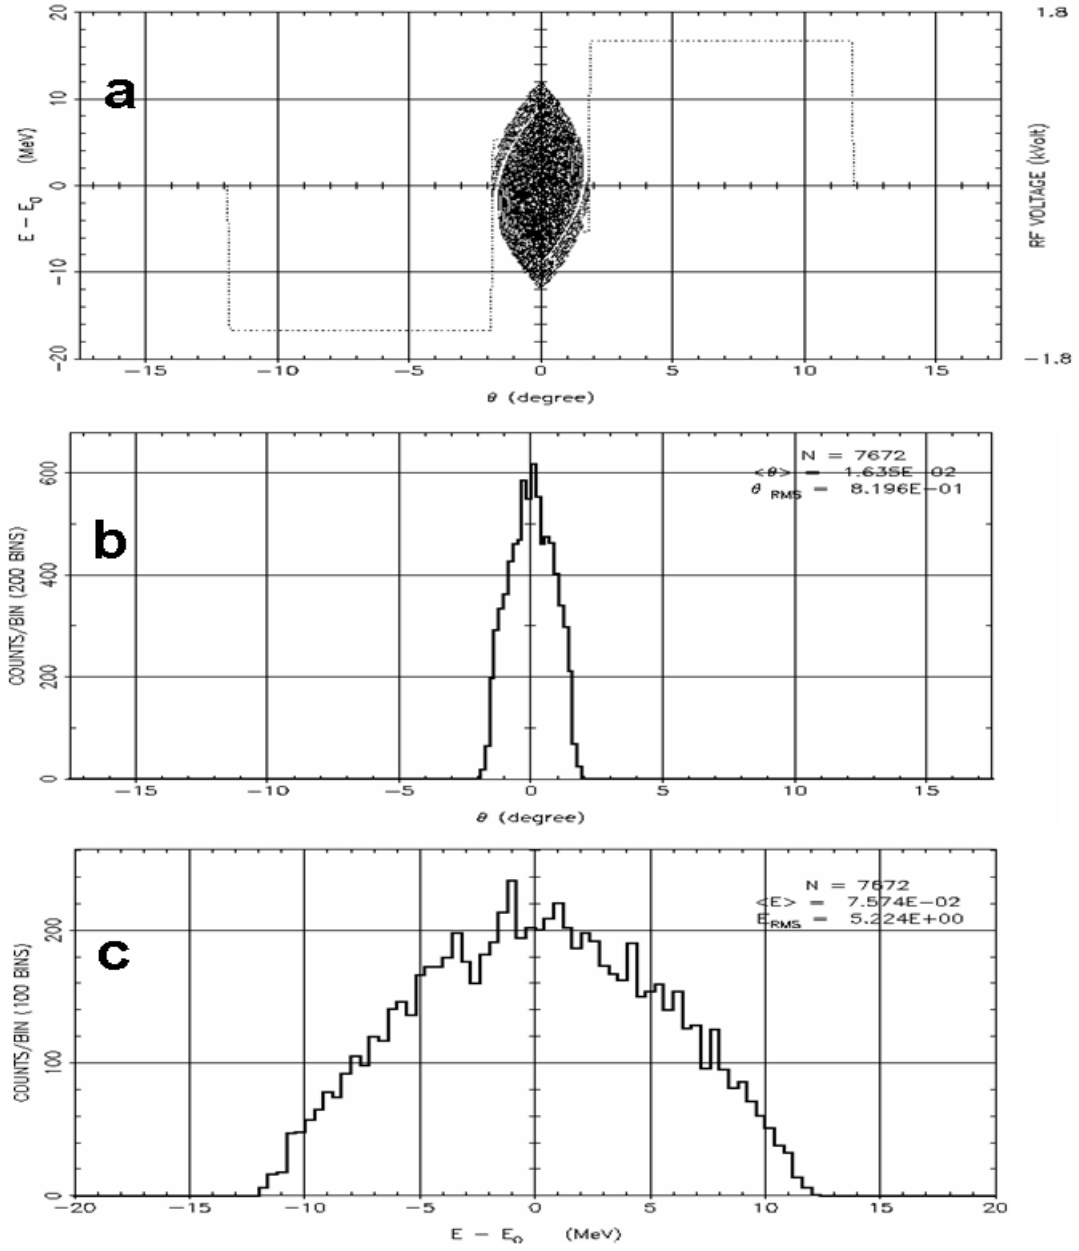 20
10
0
−10
−20
E − E0 (MeV)
a
1.8
−1.8
RF VOLTAGE (kVolt)
−15 −10 −5 0 5 10 15
θ (degree)
600
400
200
0
COUNTS/BIN (200 BINS)
b
N = 7672
<θ> = 1.635E−02
θ RMS = 8.196E−01
−15 −10 −5 0 5 10 15
θ (degree)
200
100
0
COUNTS/BIN (100 BINS)
c
N = 7672
<E> = 7.574E−02
E RMS = 5.224E+00
−20 −15 −10 −5 0 5 10 15 20
E − E0 (MeV)